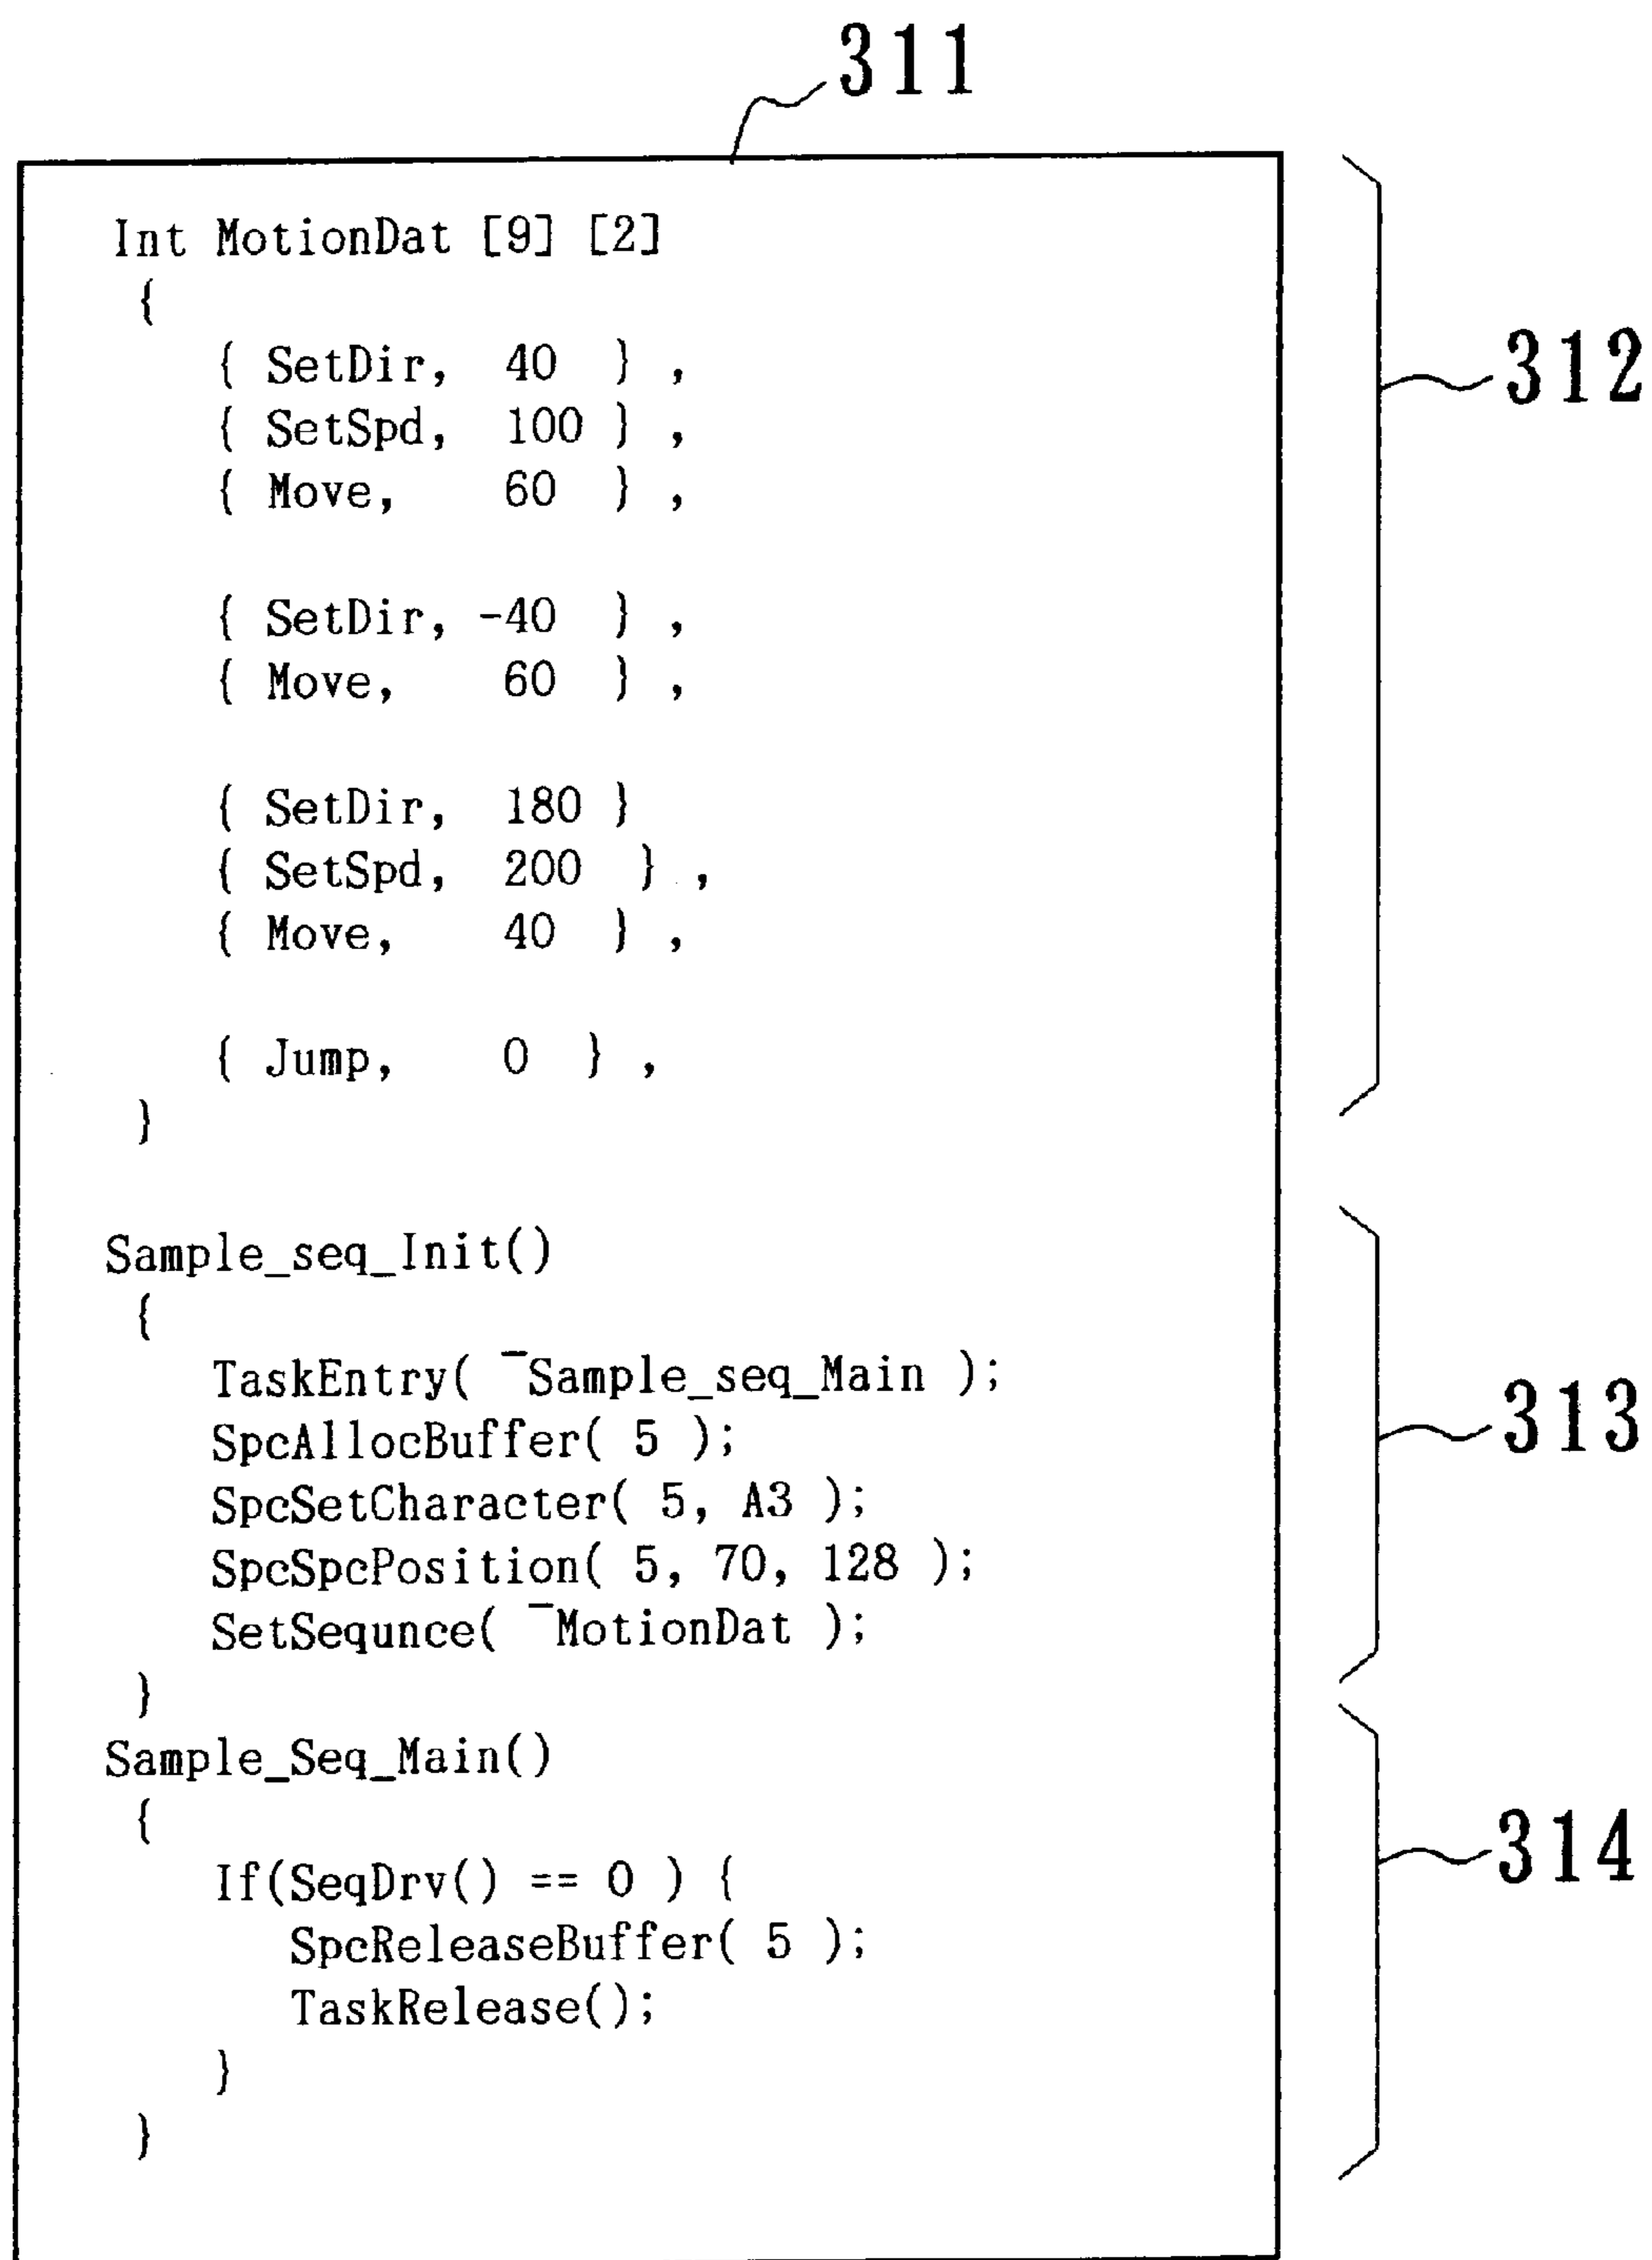 311
Int MotionDat [9] [2]
{
{ SetDir, 40 } ,
{ SetSpd, 100 } ,
{ Move, 60 } ,
{ SetDir, -40 } ,
{ Move, 60 } ,
312
{ SetDir, 180 }
{ SetSpd, 200 } ,
{ Move, 40 } ,
{ Jump, 0 } ,
}
Sample_seq_Init()
{
TaskEntry( ¯Sample_seq_Main );
SpcAllocBuffer( 5 );
SpcSetCharacter( 5, A3 );
SpcSpcPosition( 5, 70, 128 );
SetSequnce( ¯MotionDat );
}
313
Sample_Seq_Main()
{
If(SeqDrv() == 0 ) {
SpcReleaseBuffer( 5 );
TaskRelease();
}
}
314